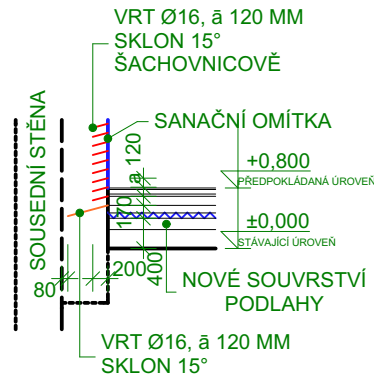 VRT Ø16, ā 120 MM
SKLON 15°
ŠACHOVNICOVĚ
SOUSEDNÍ STĚNA
SANAČNÍ OMÍTKA
ā 120
170
+0,800
PŘEDPOKLÁDANÁ ÚROVEŇ
±0,000
STÁVAJÍCÍ ÚROVEŇ
200
400
80
NOVÉ SOUVRSTVÍ
PODLAHY
VRT Ø16, ā 120 MM
SKLON 15°